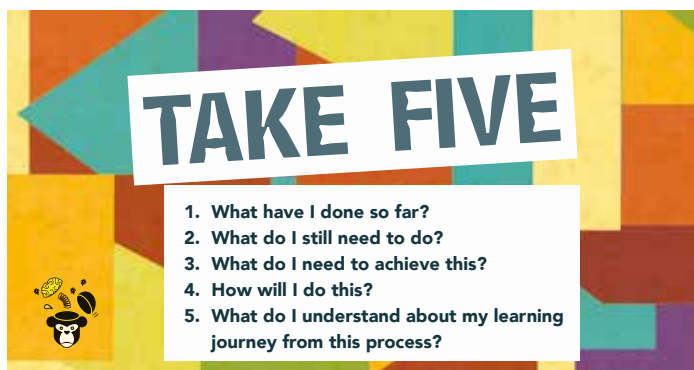 TAKE FIVE
1. What have I done so far?
2. What do I still need to do?
3. What do I need to achieve this?
4. How will I do this?
5. What do I understand about my learning
journey from this process?